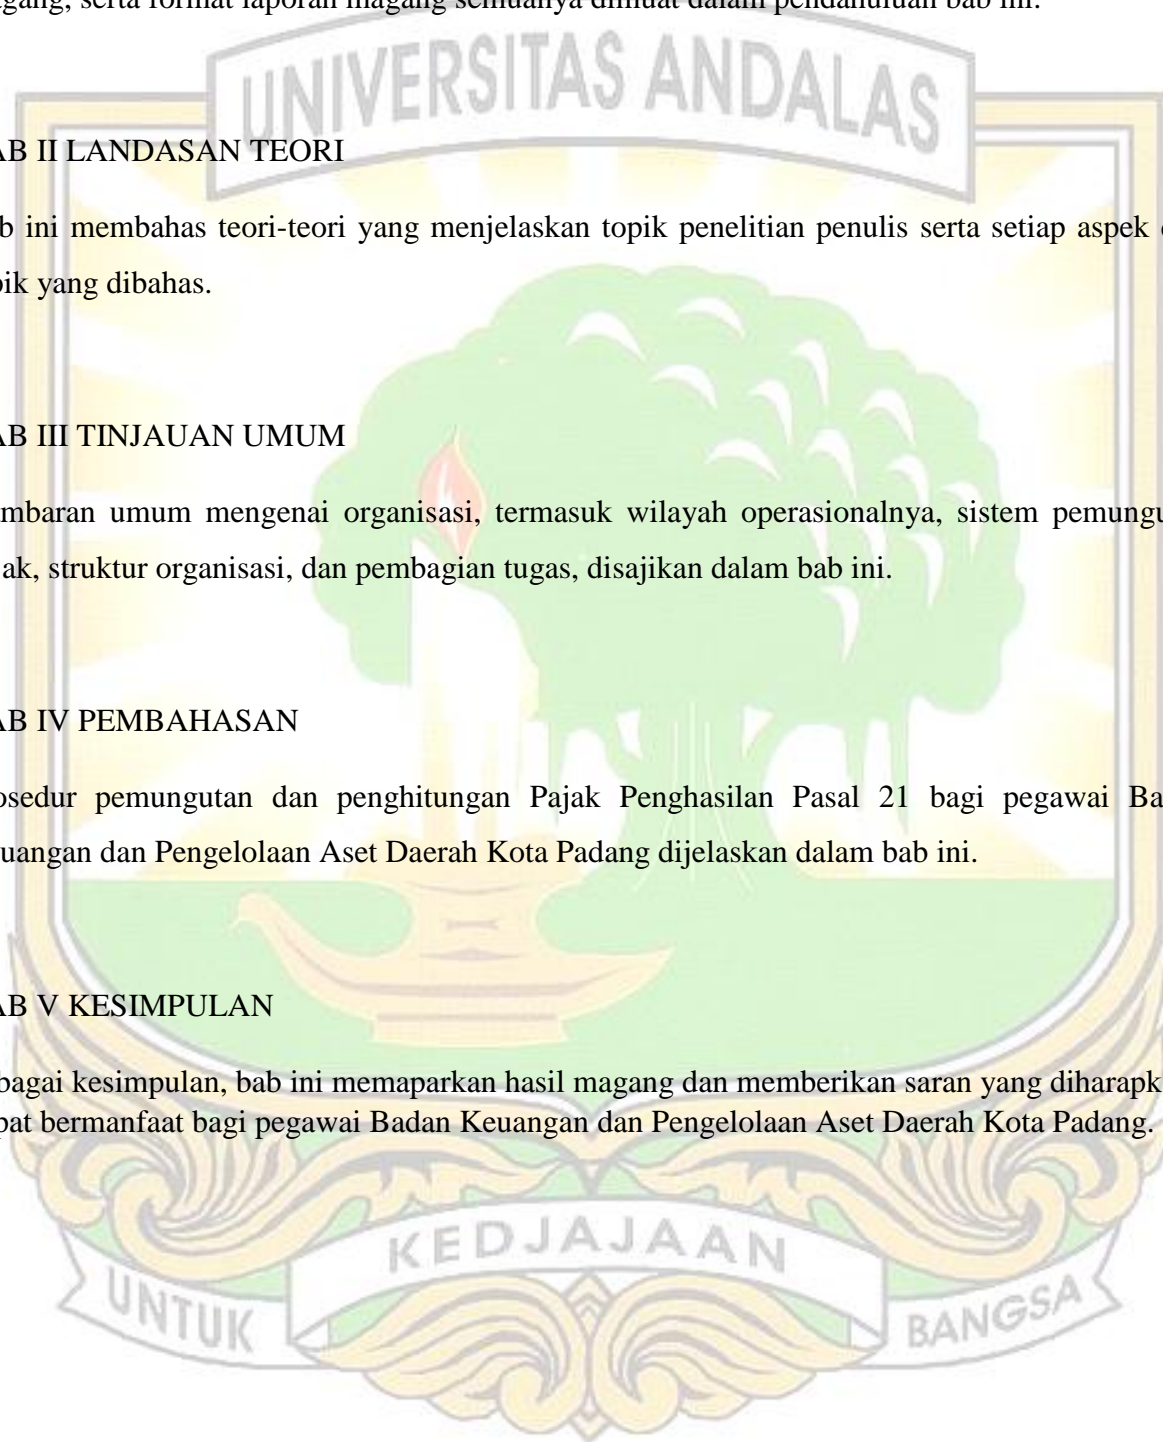 agang, serta format laporan magang semuanya dimuat dalam pendahuluan bab ini.
UNIVERSITAS ANDALAS
AB II LANDASAN TEORI
b ini membahas teori-teori yang menjelaskan topik penelitian penulis serta setiap aspek
pik yang dibahas.
AB III TINJAUAN UMUM
mbaran umum mengenai organisasi, termasuk wilayah operasionalnya, sistem pemungu
ak, struktur organisasi, dan pembagian tugas, disajikan dalam bab ini.
AB IV PEMBAHASAN
osedur pemungutan dan penghitungan Pajak Penghasilan Pasal 21 bagi pegawai Ba
uangan dan Pengelolaan Aset Daerah Kota Padang dijelaskan dalam bab ini.
AB V KESIMPULAN
bagai kesimpulan, bab ini memaparkan hasil magang dan memberikan saran yang diharapk
pat bermanfaat bagi pegawai Badan Keuangan dan Pengelolaan Aset Daerah Kota Padang.
UNTUK KEDJAJAAN BANGSA